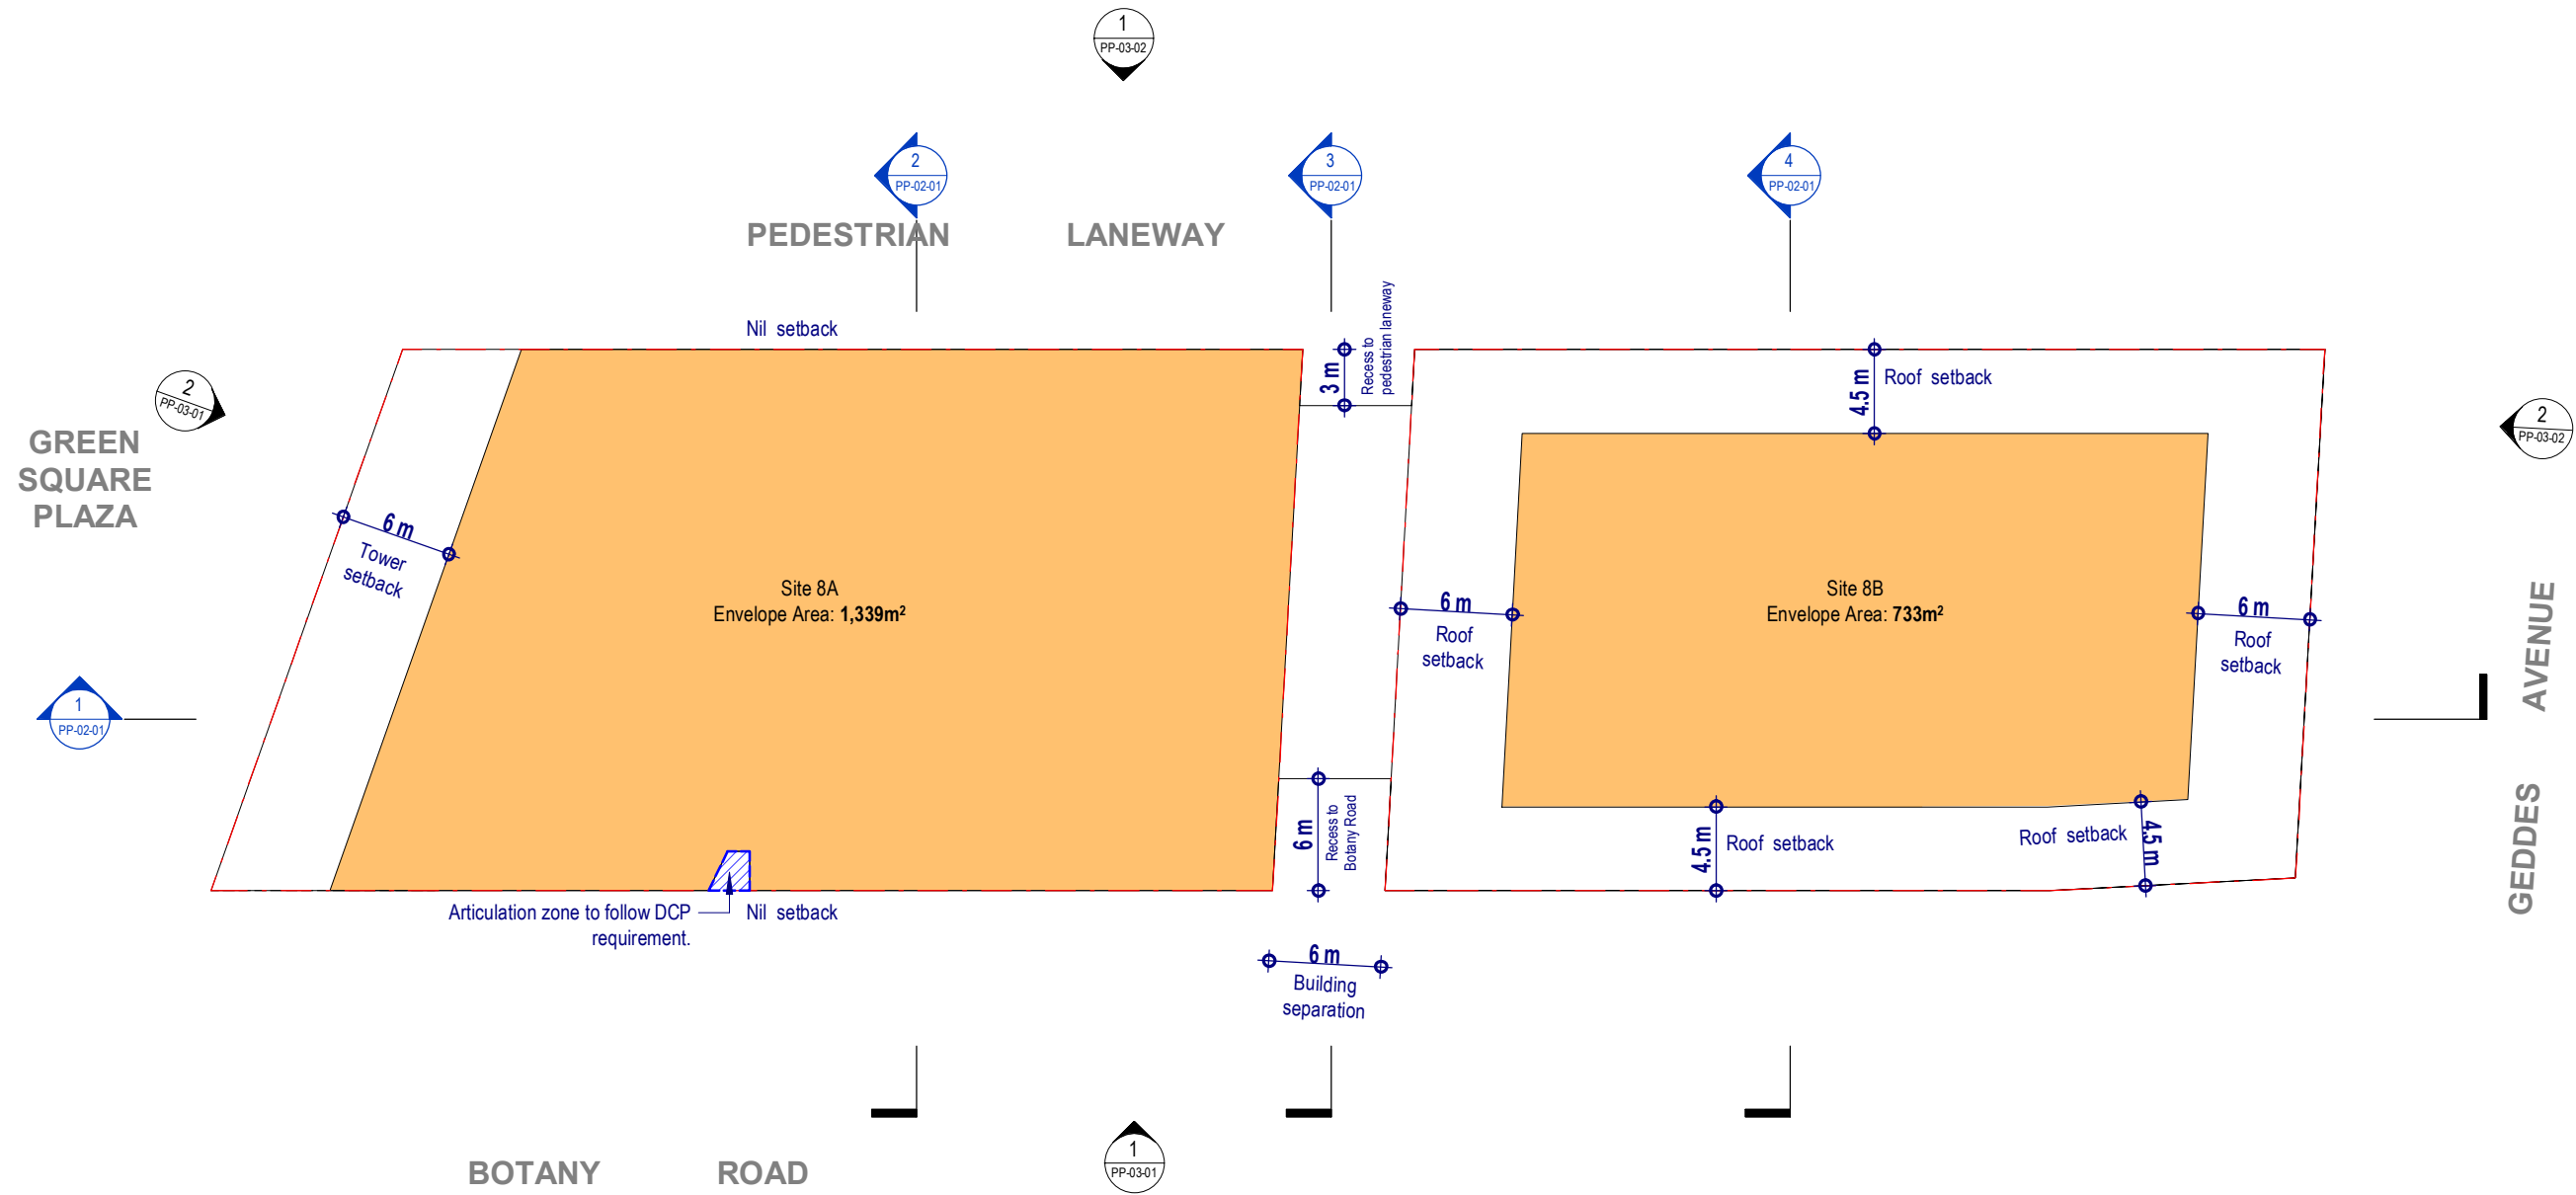 1
PP-03-02
2
PP-02-01
3
PP-02-01
4
PP-02-01
PEDESTRIAN LANEWAY
Nil setback
3 m
Recess to
pedestrian laneway
4.5 m
Roof setback
2
PP-03-01
GREEN
SQUARE
PLAZA
2
PP-03-02
6 m
Tower
setback
Site 8A
Envelope Area: 1,339m²
6 m
Roof
setback
Site 8B
Envelope Area: 733m²
6 m
Roof
setback
GEDDES AVENUE
1
PP-02-01
6 m
Recess to
Botany Road
4.5 m
Roof setback
Roof setback
4.5 m
Articulation zone to follow DCP
requirement.
Nil setback
6 m
Building
separation
BOTANY ROAD
1
PP-03-01